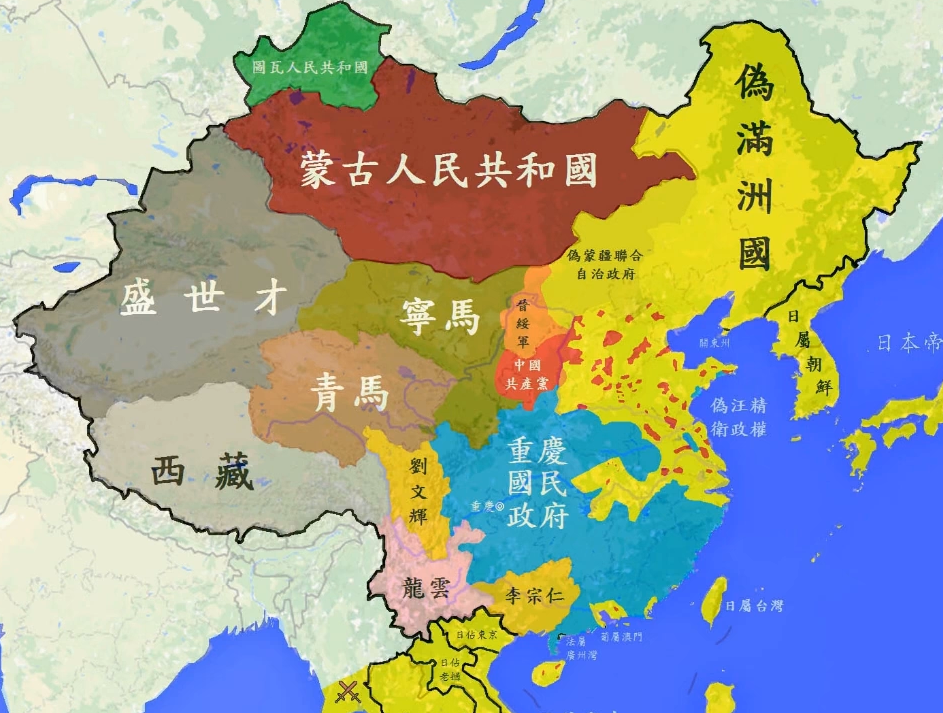 圖瓦人民共和國
蒙古人民共和國
偽滿洲國
偽蒙疆聯合
自治政府
盛世才
寧馬
晉綏軍
中國
共產黨
青馬
關東州
日屬朝鮮
日本帝
偽汪精
衛政權
西藏
劉文輝
重慶
國民
政府
重慶
龍雲
李宗仁
日屬台灣
葡屬澳門
法屬
廣州灣
日佔東京
日佔
老撾